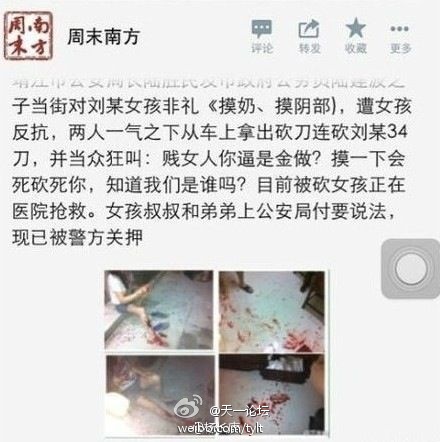 南方周末
周末南方
评论
转发
收藏
更多
子当街对刘某女孩非礼《摸奶、摸阴部），遭女孩
反抗，两人一气之下从车上拿出砍刀连砍刘某34
刀，并当众狂叫：贱女人你逼是金做？摸一下会
死砍死你，知道我们是谁吗？目前被砍女孩正在
医院抢救。女孩叔叔和弟弟上公安局付要说法，
现已被警方关押
@天一论坛
weibo.com/tylt